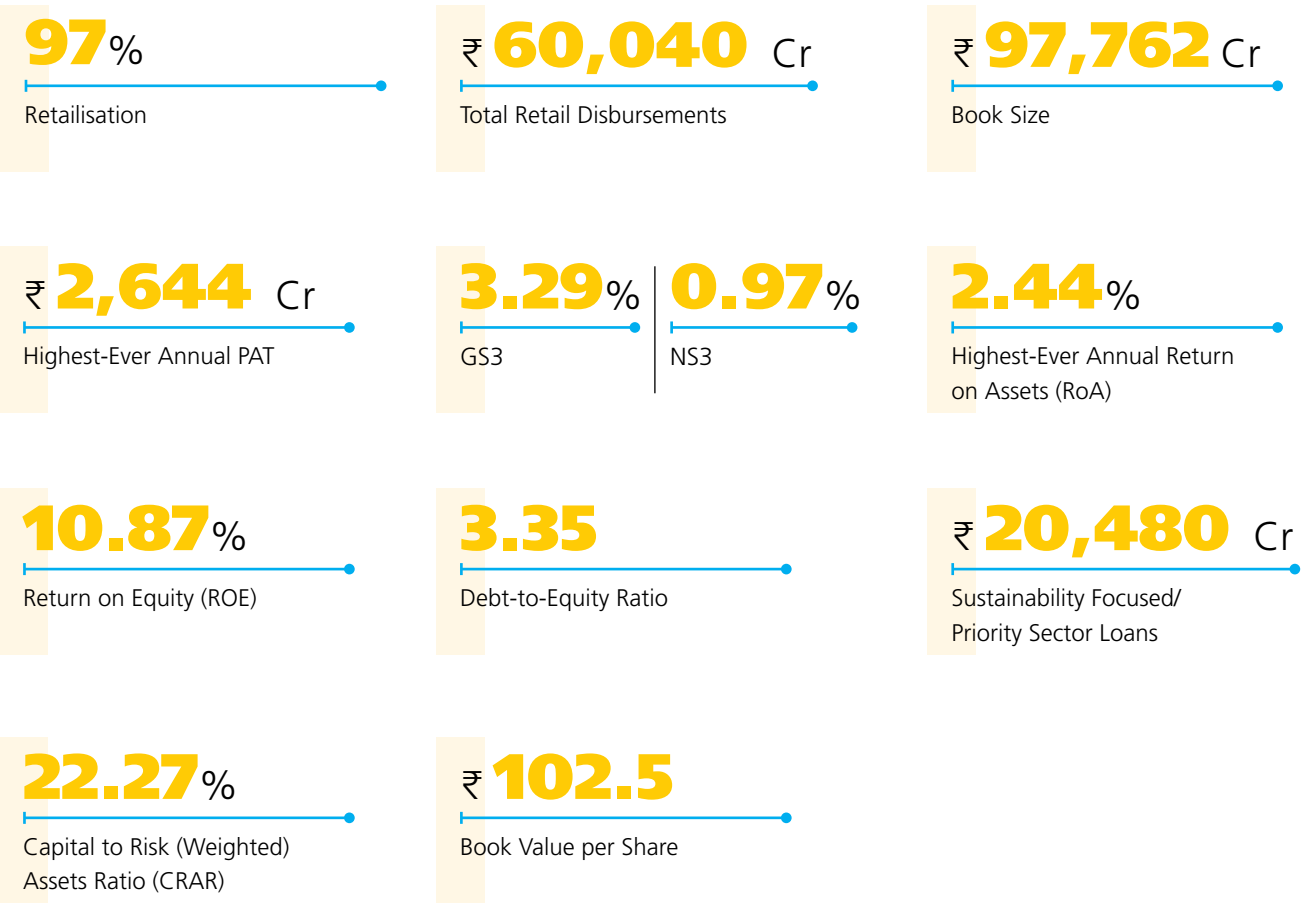 97%
Retailisation
₹ 60,040 Cr
Total Retail Disbursements
₹ 97,762 Cr
Book Size
₹ 2,644 Cr
Highest-Ever Annual PAT
3.29%
GS3
0.97%
NS3
2.44%
Highest-Ever Annual Return
on Assets (RoA)
10.87%
Return on Equity (ROE)
3.35
Debt-to-Equity Ratio
₹ 20,480 Cr
Sustainability Focused/
Priority Sector Loans
22.27%
Capital to Risk (Weighted)
Assets Ratio (CRAR)
₹ 102.5
Book Value per Share